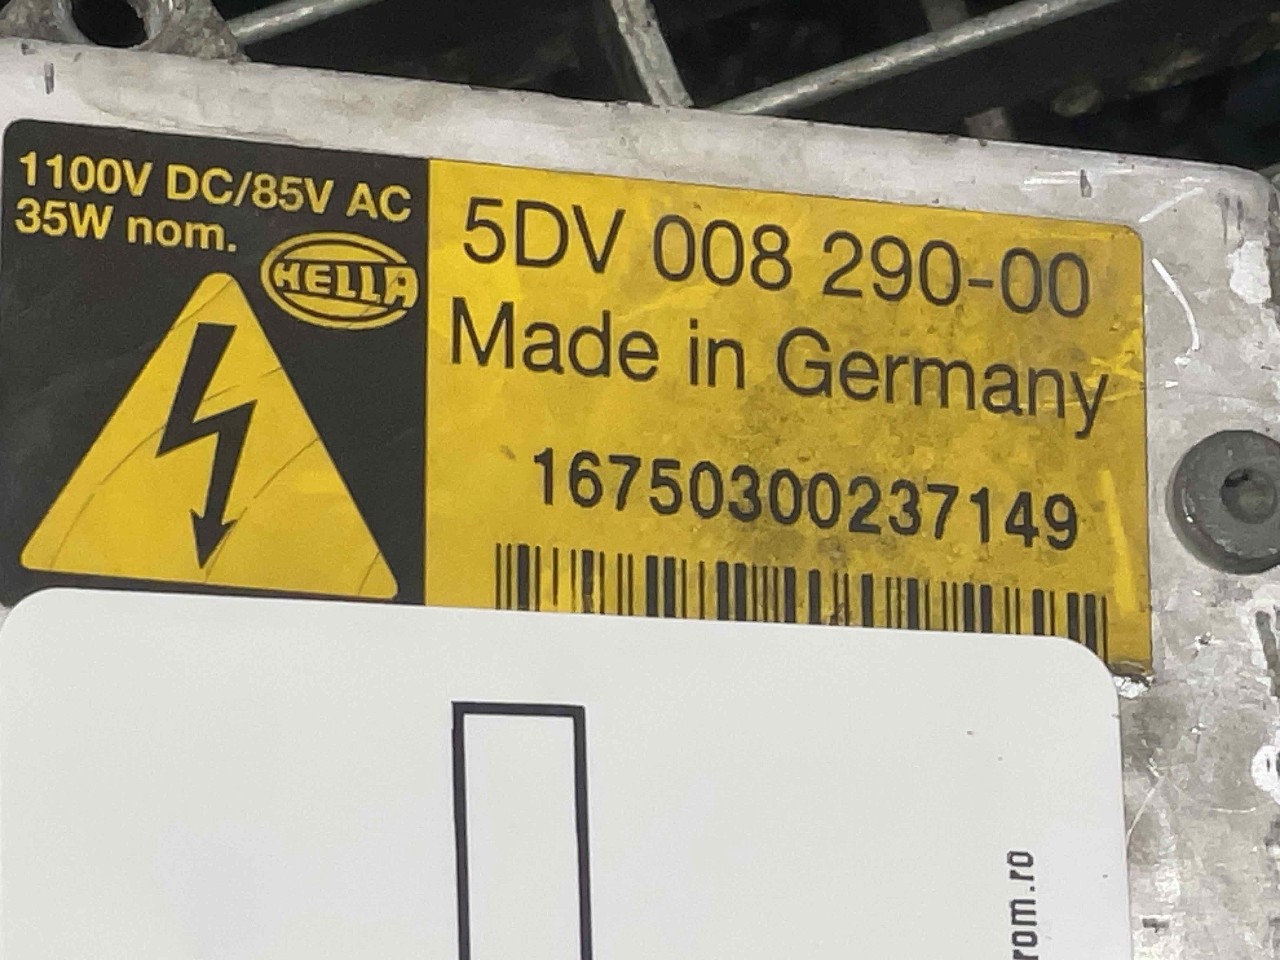 1100V DC/85V AC
35W nom.
HELLA
5DV 008 290-00
Made in Germany
16750300237149
rom.ro